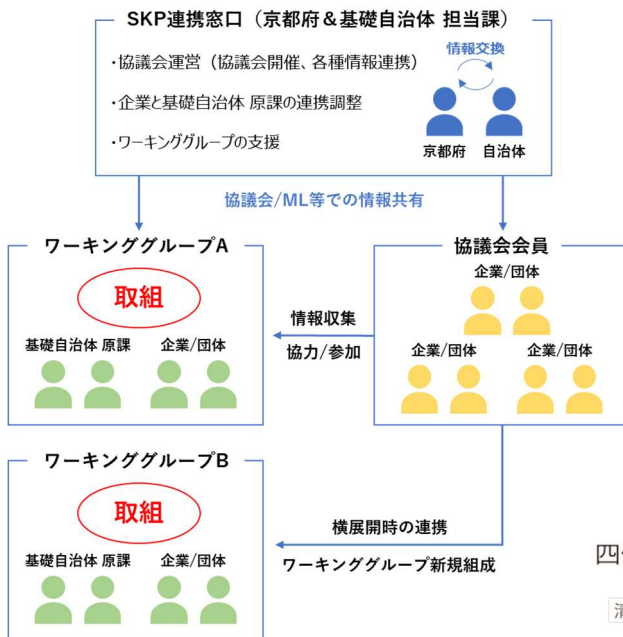 SKP連携窓口（京都府＆基礎自治体 担当課）
・協議会運営（協議会開催、各種情報連携）
・企業と基礎自治体 原課の連携調整
・ワーキンググループの支援
情報交換
京都府
自治体
協議会/ML等での情報共有
ワーキンググループA
取組
基礎自治体 原課
企業/団体
情報収集
協力/参加
協議会会員
企業/団体
企業/団体
企業/団体
ワーキンググループB
取組
基礎自治体 原課
企業/団体
横展開時の連携
ワーキンググループ新規組成
四